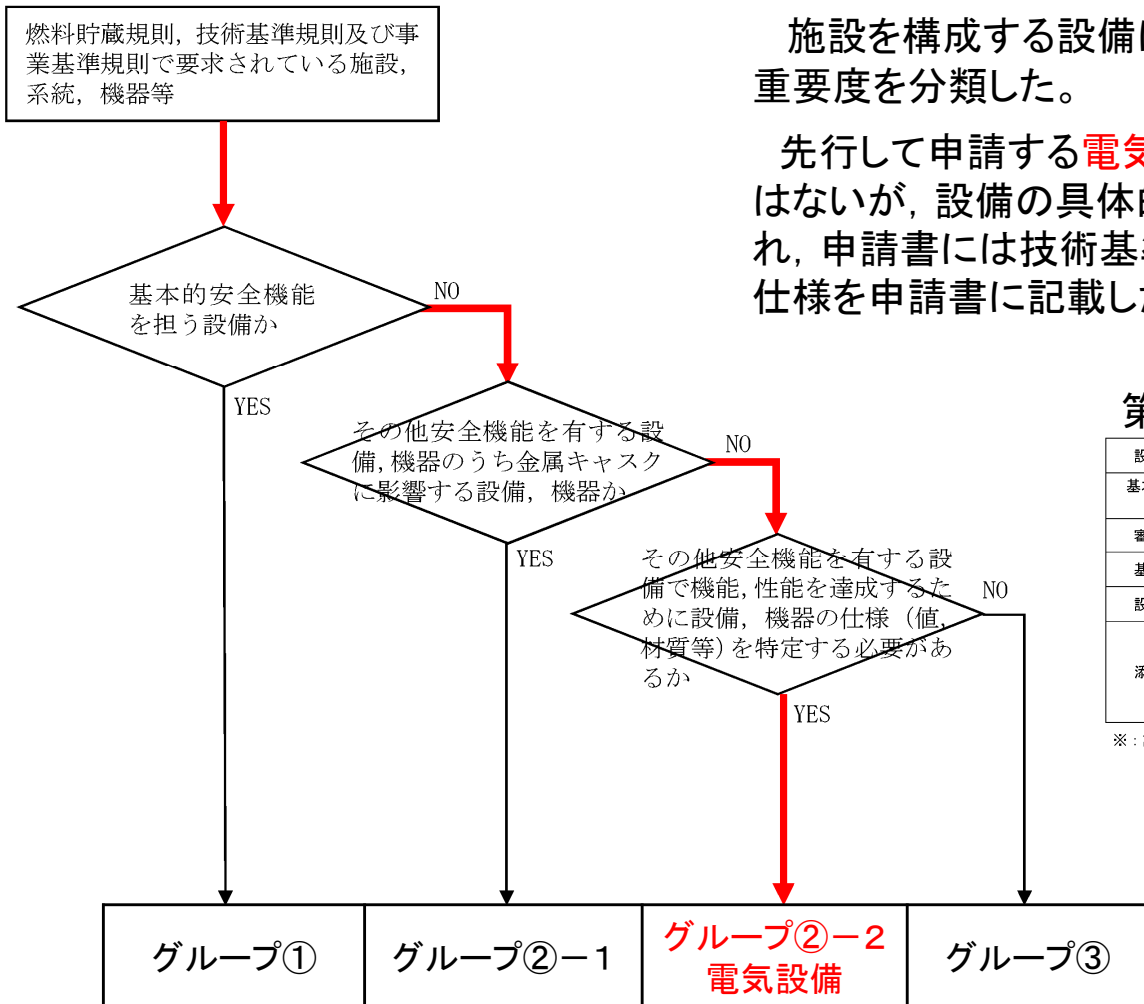 燃料貯蔵規則，技術基準規則及び事
業基準規則で要求されている施設，
系統，機器等
施設を構成する設備
重要度を分類した。
先行して申請する電気
はないが，設備の具体的
れ，申請書には技術基準
仕様を申請書に記載し
基本的安全機能
を担う設備か
NO
YES
その他安全機能を有する設
備，機器のうち金属キャスク
に影響する設備，機器か
NO
YES
その他安全機能を有する設
備で機能，性能を達成するた
めに設備，機器の仕様（値，
材質等）を特定する必要があ
るか
NO
YES
第
設
基本
審
基
設
添
※：
グループ①
グループ②－1
グループ②－2
電気設備
グループ③